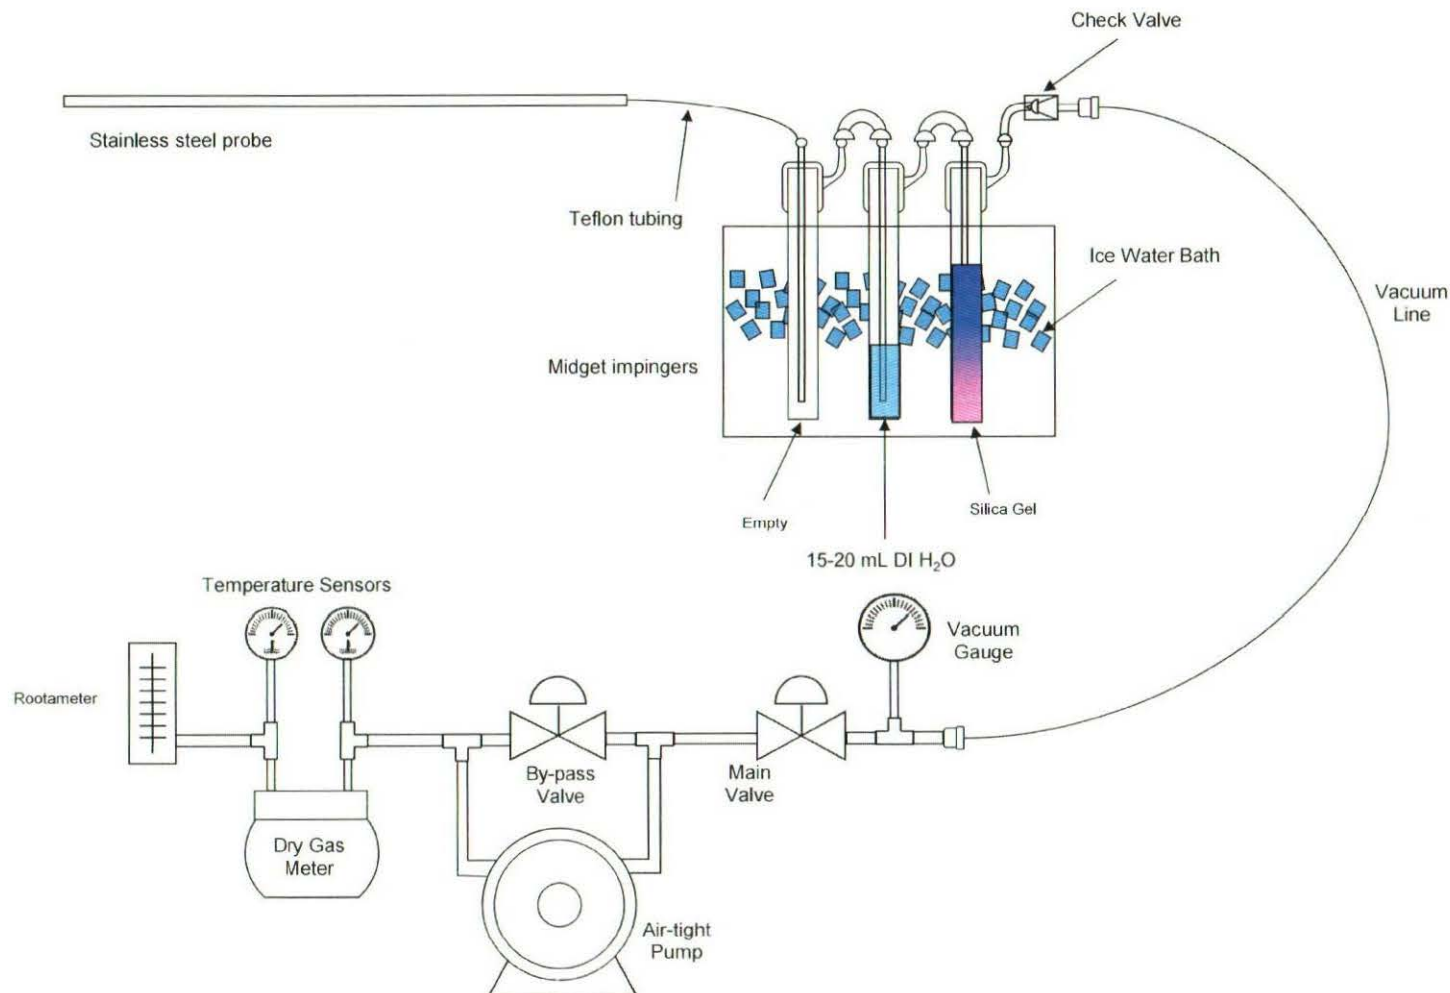 Check Valve
Stainless steel probe
Teflon tubing
Ice Water Bath
Vacuum
Line
Midget impingers
Empty
Silica Gel
15-20 mL DI H₂O
Temperature Sensors
Vacuum
Gauge
Rootameter
By-pass
Valve
Main
Valve
Dry Gas
Meter
Air-tight
Pump